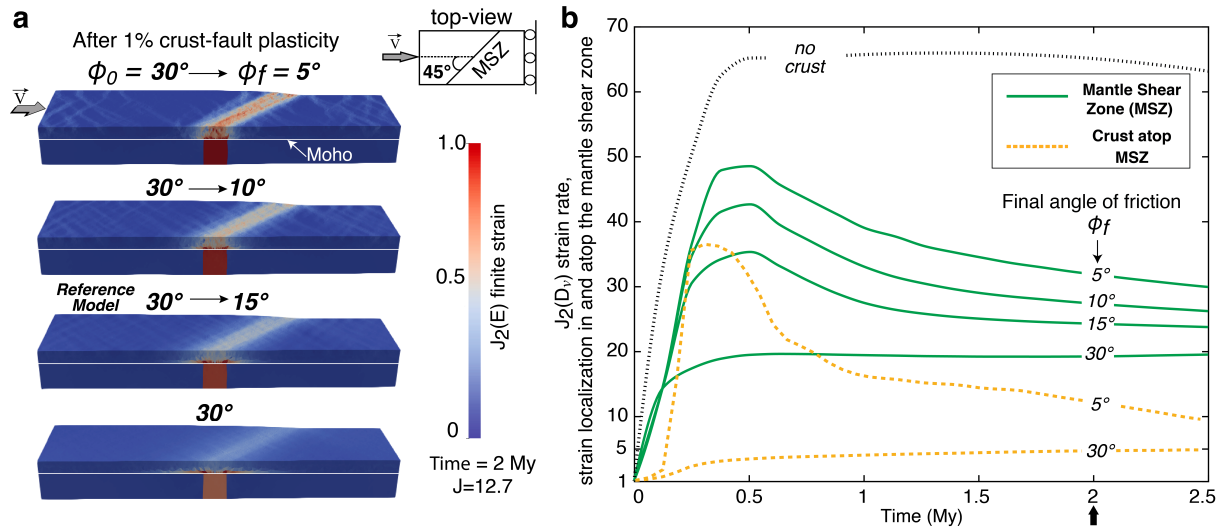 a
After 1% crust-fault plasticity
ϕ0 = 30° → ϕf = 5°
V
Moho
30° → 10°
Reference
Model
30° → 15°
30°
top-view
V
45°
MSZ
1.0
0.5
0
J2(E) finite strain
Time = 2 My
J=12.7
b
J2(Dv) strain rate,
strain localization in and atop the mantle shear zone
70
60
50
40
30
20
10
5
1
no
crust
Mantle Shear
Zone (MSZ)
Crust atop
MSZ
Final angle of friction
ϕf
5°
10°
15°
30°
5°
30°
0
0.5
1
1.5
2
2.5
Time (My)